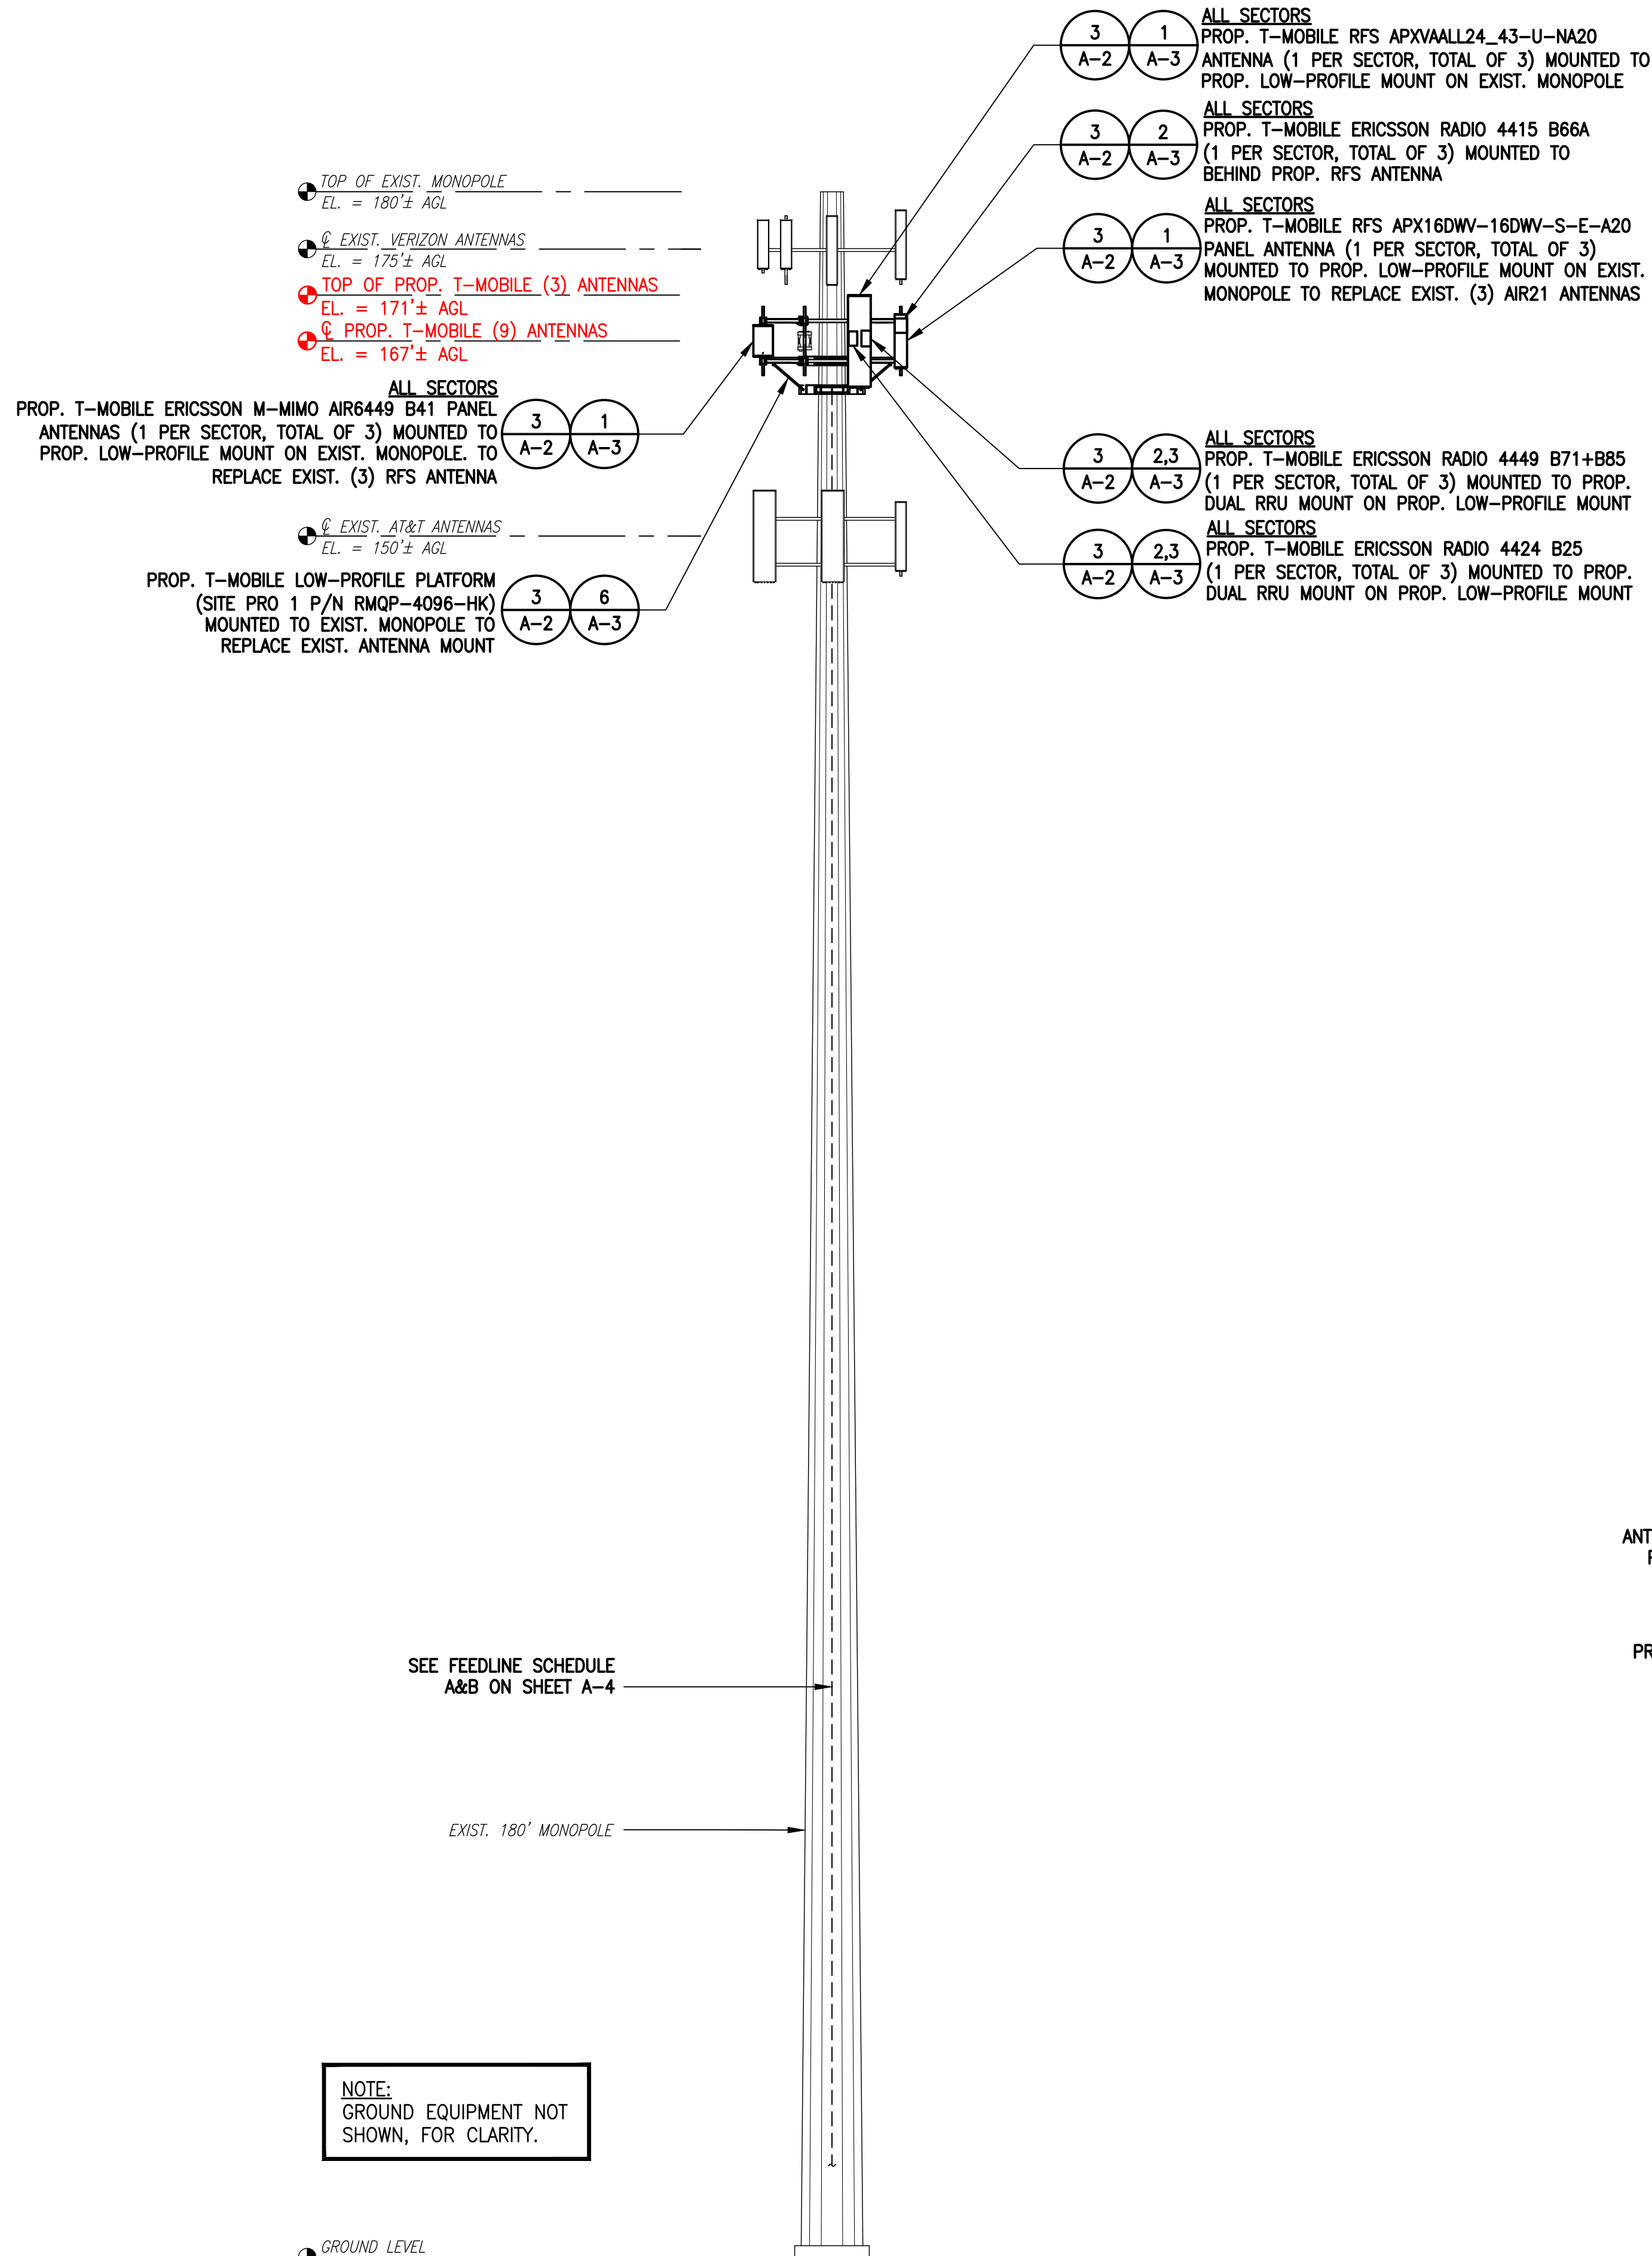 3
A-2
1
A-3
ALL SECTORS
PROP. T-MOBILE RFS APXVAALL24_43-U-NA20
ANTENNA (1 PER SECTOR, TOTAL OF 3) MOUNTED TO
PROP. LOW-PROFILE MOUNT ON EXIST. MONOPOLE
3
A-2
2
A-3
ALL SECTORS
PROP. T-MOBILE ERICSSON RADIO 4415 B66A
(1 PER SECTOR, TOTAL OF 3) MOUNTED TO
BEHIND PROP. RFS ANTENNA
3
A-2
1
A-3
ALL SECTORS
PROP. T-MOBILE RFS APX16DWV-16DWV-S-E-A20
PANEL ANTENNA (1 PER SECTOR, TOTAL OF 3)
MOUNTED TO PROP. LOW-PROFILE MOUNT ON EXIST.
MONOPOLE TO REPLACE EXIST. (3) AIR21 ANTENNAS
TOP OF EXIST. MONOPOLE
EL. = 180'± AGL
℄ EXIST. VERIZON ANTENNAS
EL. = 175'± AGL
TOP OF PROP. T-MOBILE (3) ANTENNAS
EL. = 171'± AGL
℄ PROP. T-MOBILE (9) ANTENNAS
EL. = 167'± AGL
ALL SECTORS
PROP. T-MOBILE ERICSSON M-MIMO AIR6449 B41 PANEL
ANTENNAS (1 PER SECTOR, TOTAL OF 3) MOUNTED TO
PROP. LOW-PROFILE MOUNT ON EXIST. MONOPOLE. TO
REPLACE EXIST. (3) RFS ANTENNA
3
A-2
1
A-3
3
A-2
2,3
A-3
ALL SECTORS
PROP. T-MOBILE ERICSSON RADIO 4449 B71+B85
(1 PER SECTOR, TOTAL OF 3) MOUNTED TO PROP.
DUAL RRU MOUNT ON PROP. LOW-PROFILE MOUNT
℄ EXIST. AT&T ANTENNAS
EL. = 150'± AGL
3
A-2
2,3
A-3
ALL SECTORS
PROP. T-MOBILE ERICSSON RADIO 4424 B25
(1 PER SECTOR, TOTAL OF 3) MOUNTED TO PROP.
DUAL RRU MOUNT ON PROP. LOW-PROFILE MOUNT
PROP. T-MOBILE LOW-PROFILE PLATFORM
(SITE PRO 1 P/N RMQP-4096-HK)
MOUNTED TO EXIST. MONOPOLE TO
REPLACE EXIST. ANTENNA MOUNT
3
A-2
6
A-3
ANT
PR
SEE FEEDLINE SCHEDULE
A&B ON SHEET A-4
EXIST. 180' MONOPOLE
NOTE:
GROUND EQUIPMENT NOT
SHOWN, FOR CLARITY.
GROUND LEVEL